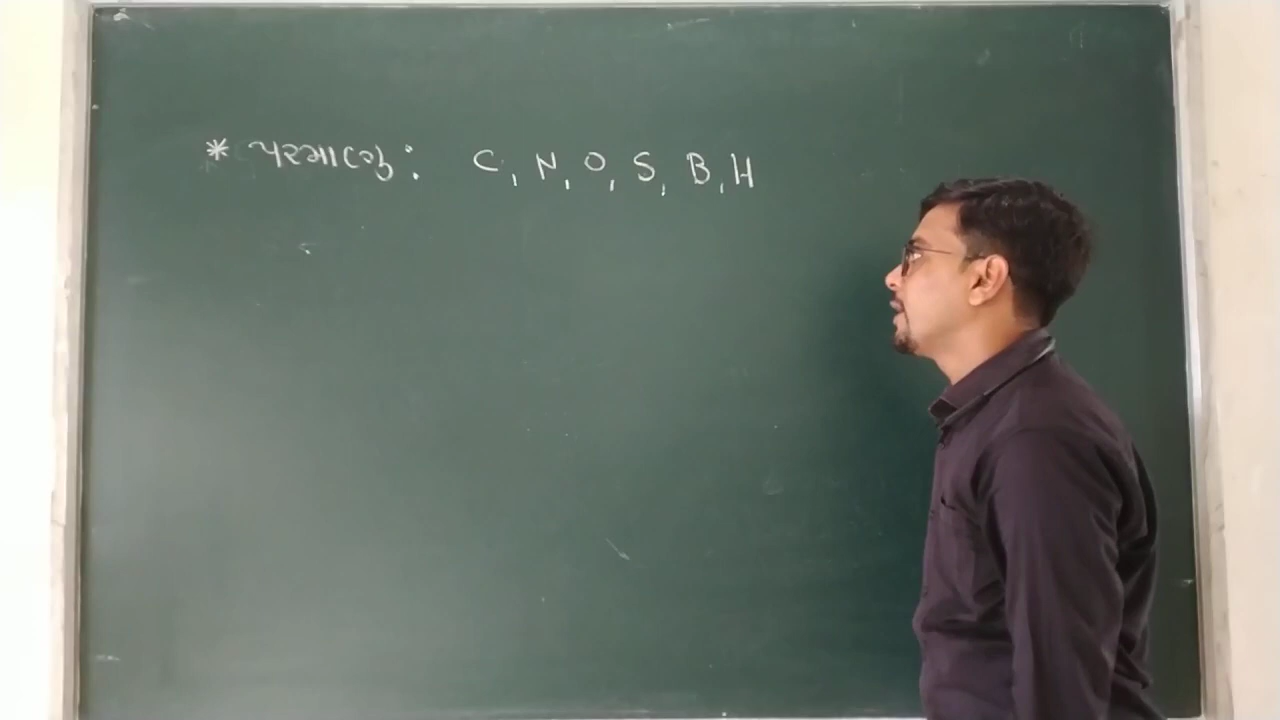 * પરમાણુ : C, N, O, S, B, H